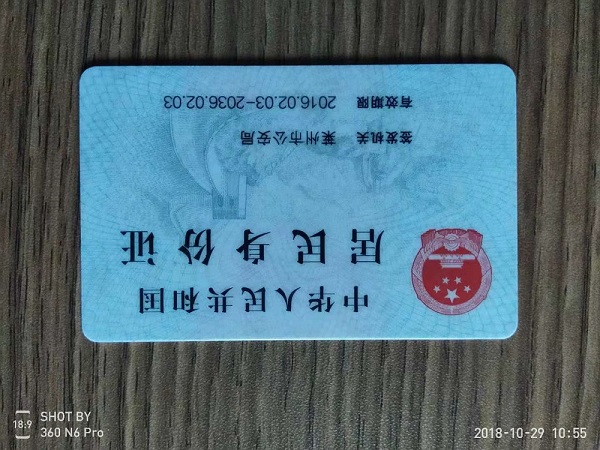 中华人民共和国
居民身份证
签发机关 莱州市公安局
有效期限 2016.02.03-2036.02.03
18:9
SHOT BY
360 N6 Pro
2018-10-29 10:55